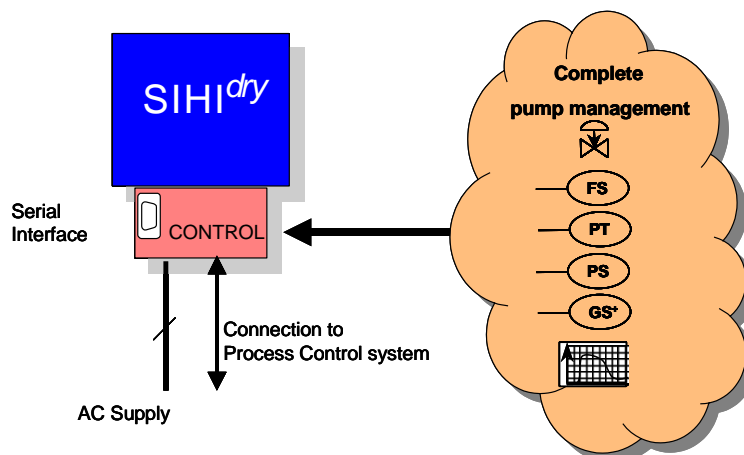 SIHI dry
Serial
Interface
CONTROL
Connection to
Process Control system
AC Supply
Complete
pump management
FS
PT
PS
GS+